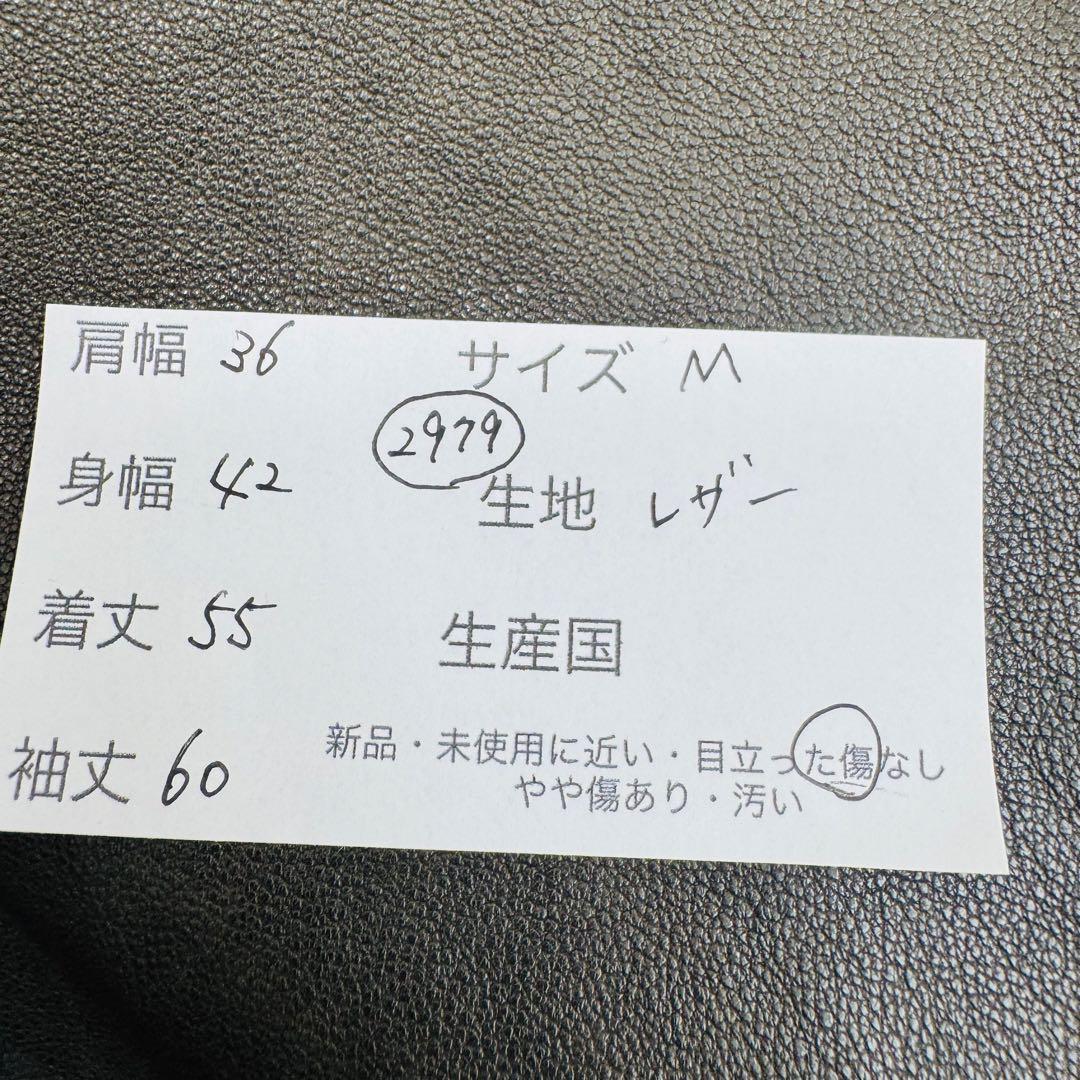 肩幅 36
サイズ M
2979
身幅 42
生地 レザー
着丈 55
生産国
袖丈 60
新品・未使用に近い・目立った傷なし
やや傷あり・汚い